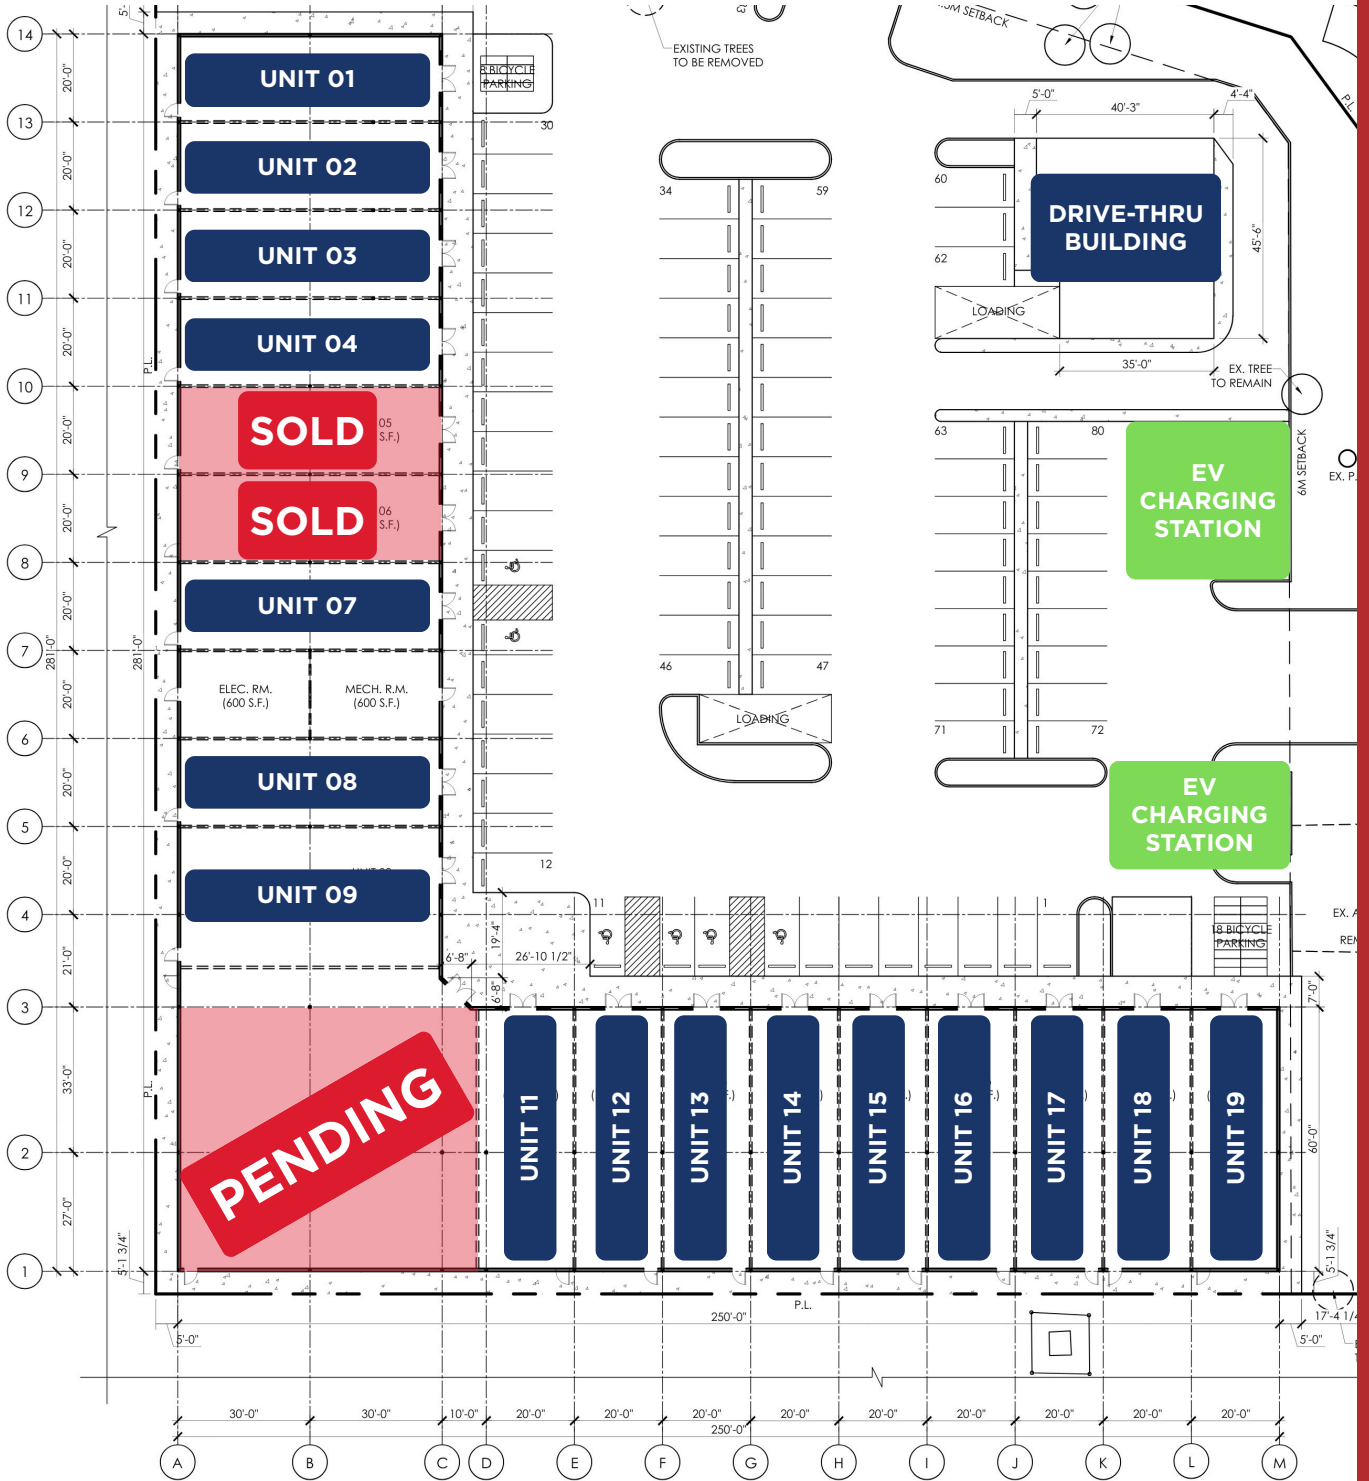 14
13
12
11
10
9
8
7
6
5
4
3
2
1
5'-
20'-0"
20'-0"
20'-0"
20'-0"
20'-0"
20'-0"
20'-0"
20'-0"
20'-0"
20'-0"
21'-0"
33'-0"
27'-0"
281'-0"
281'-0"
5'-1 3/4"
P.L.
P.L.
UNIT 01
UNIT 02
UNIT 03
UNIT 04
SOLD
05
S.F.)
SOLD
06
S.F.)
UNIT 07
ELEC. RM.
(600 S.F.)
MECH. R.M.
(600 S.F.)
UNIT 08
UNIT 09
PENDING
8 BICYCLE
PARKING
30
12
11
1
EXISTING TREES
TO BE REMOVED
SETBACK
34
59
46
47
LOADING
5'-0"
40'-3"
4'-4"
P.L.
60
62
DRIVE-THRU
BUILDING
45'-6"
LOADING
35'-0"
EX. TREE
TO REMAIN
63
80
71
72
6M SETBACK
EX. P.
EV
CHARGING
STATION
EV
CHARGING
STATION
18 BICYCLE
PARKING
EX. A
REM
19'-4"
6'-8"
6'-8"
26'-10 1/2"
7'-0"
60'-0"
5'-1 3/4"
UNIT 11
UNIT 12
UNIT 13
UNIT 14
UNIT 15
UNIT 16
UNIT 17
UNIT 18
UNIT 19
P.L.
250'-0"
5'-0"
5'-0"
17'-4 1/4
30'-0"
30'-0"
10'-0"
20'-0"
20'-0"
20'-0"
20'-0"
20'-0"
20'-0"
20'-0"
20'-0"
20'-0"
250'-0"
A
B
C
D
E
F
G
H
I
J
K
L
M